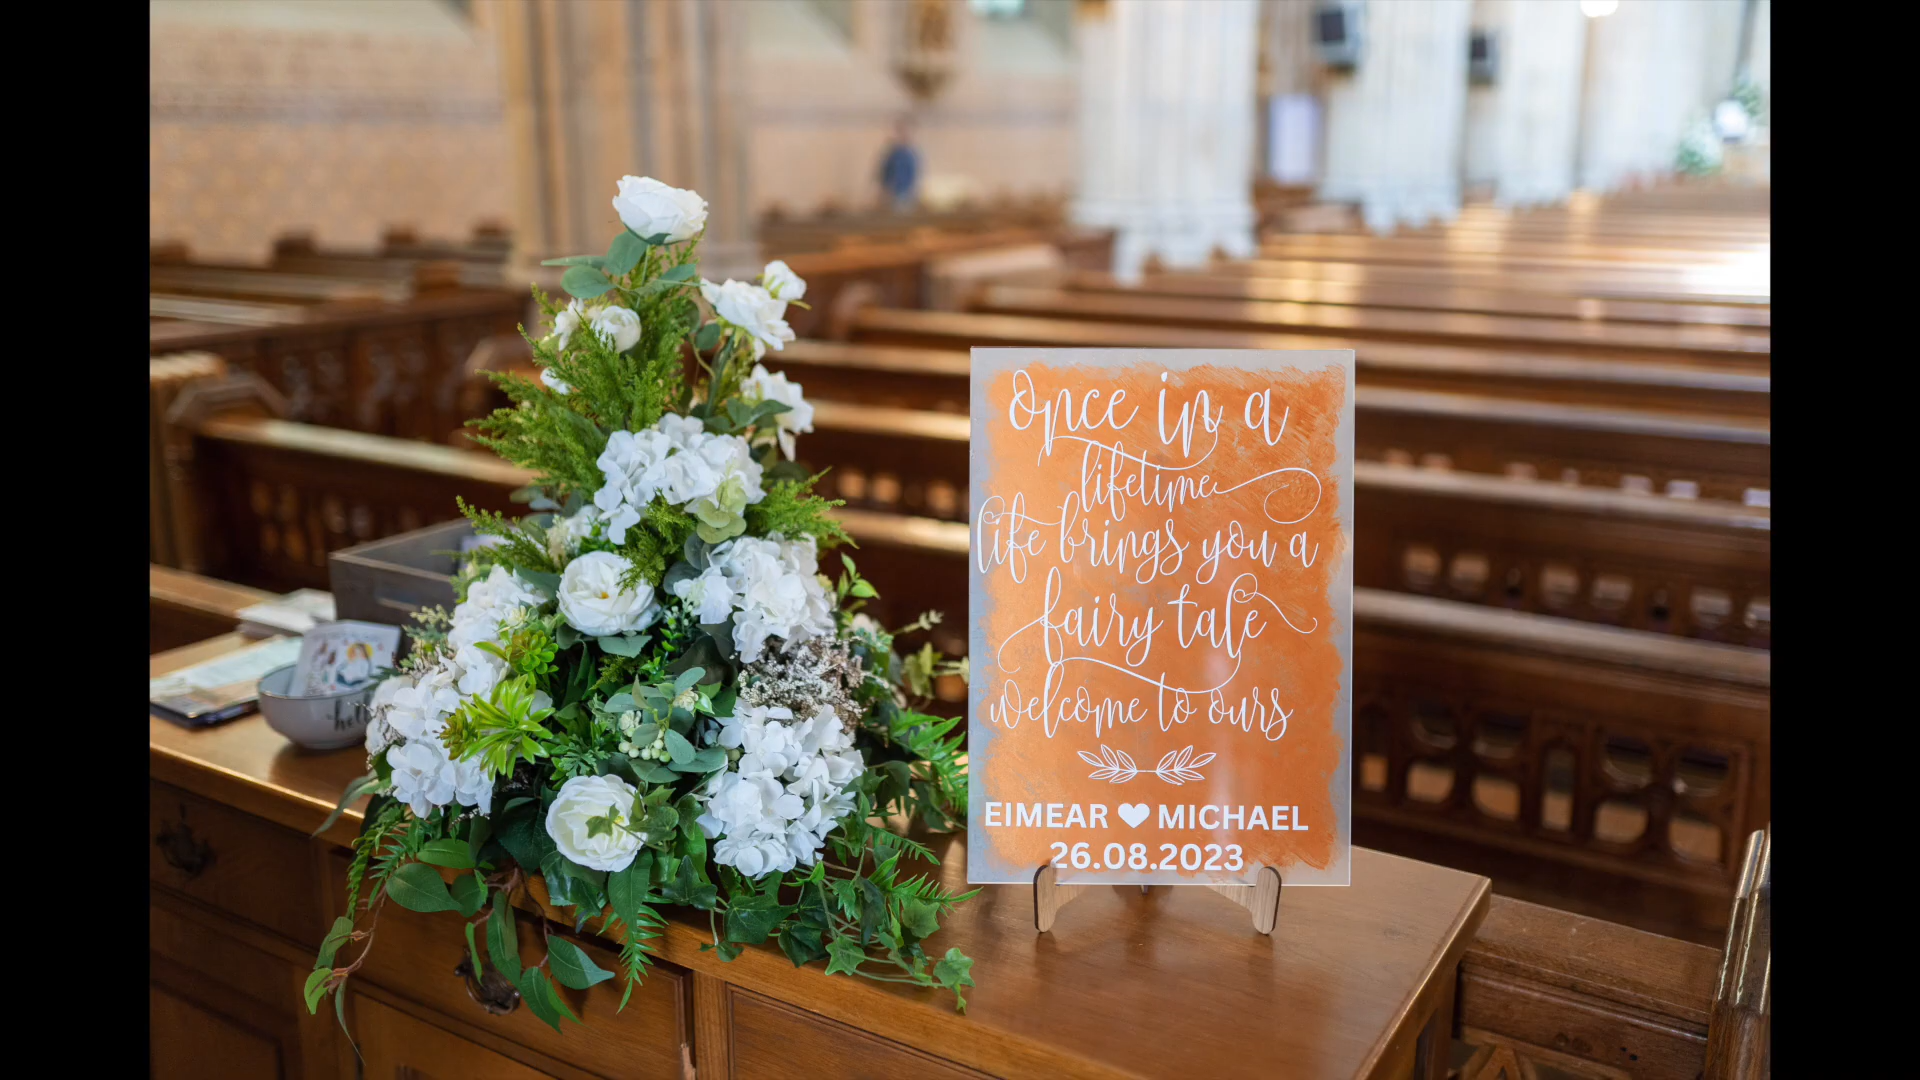 Once in a
lifetime
life brings you a
fairy tale
welcome to ours
EIMEAR ♥ MICHAEL
26.08.2023